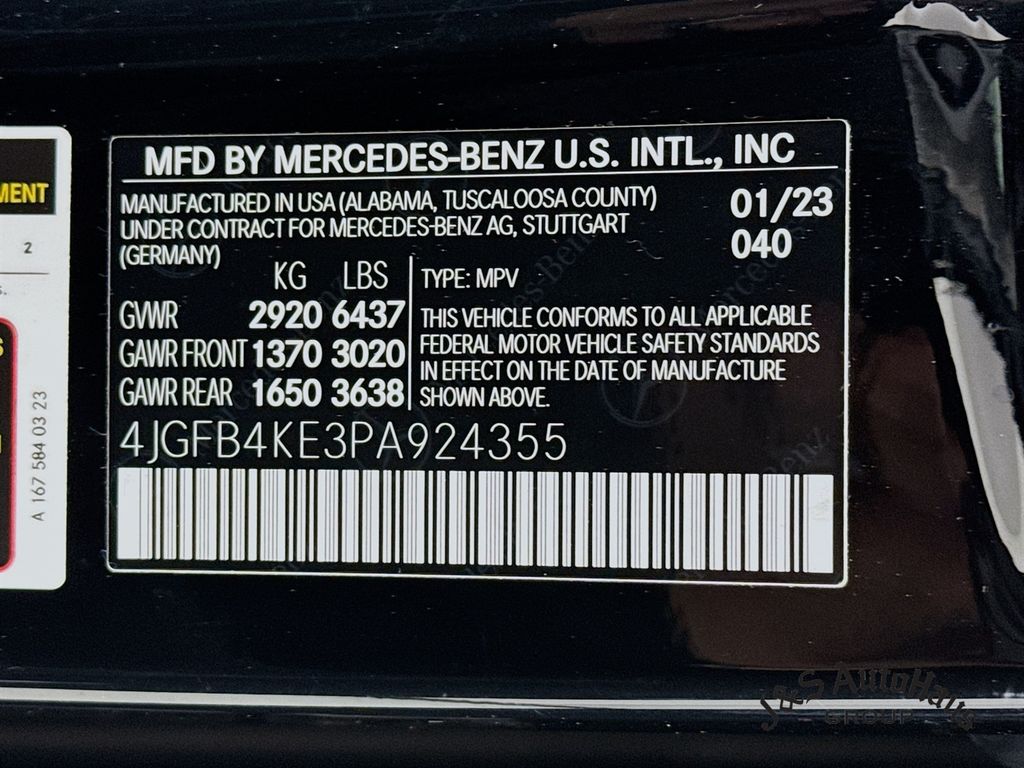 MENT
2
S.
S
A 167 584 03 23
MFD BY MERCEDES-BENZ U.S. INTL., INC
MANUFACTURED IN USA (ALABAMA, TUSCALOOSA COUNTY)
UNDER CONTRACT FOR MERCEDES-BENZ AG, STUTTGART
(GERMANY)
01/23
040
KG LBS
GVWR 2920 6437
GAWR FRONT 1370 3020
GAWR REAR 1650 3638
TYPE: MPV
THIS VEHICLE CONFORMS TO ALL APPLICABLE
FEDERAL MOTOR VEHICLE SAFETY STANDARDS
IN EFFECT ON THE DATE OF MANUFACTURE
SHOWN ABOVE.
4JGFB4KE3PA924355
J&S AutoHaus
GROUP